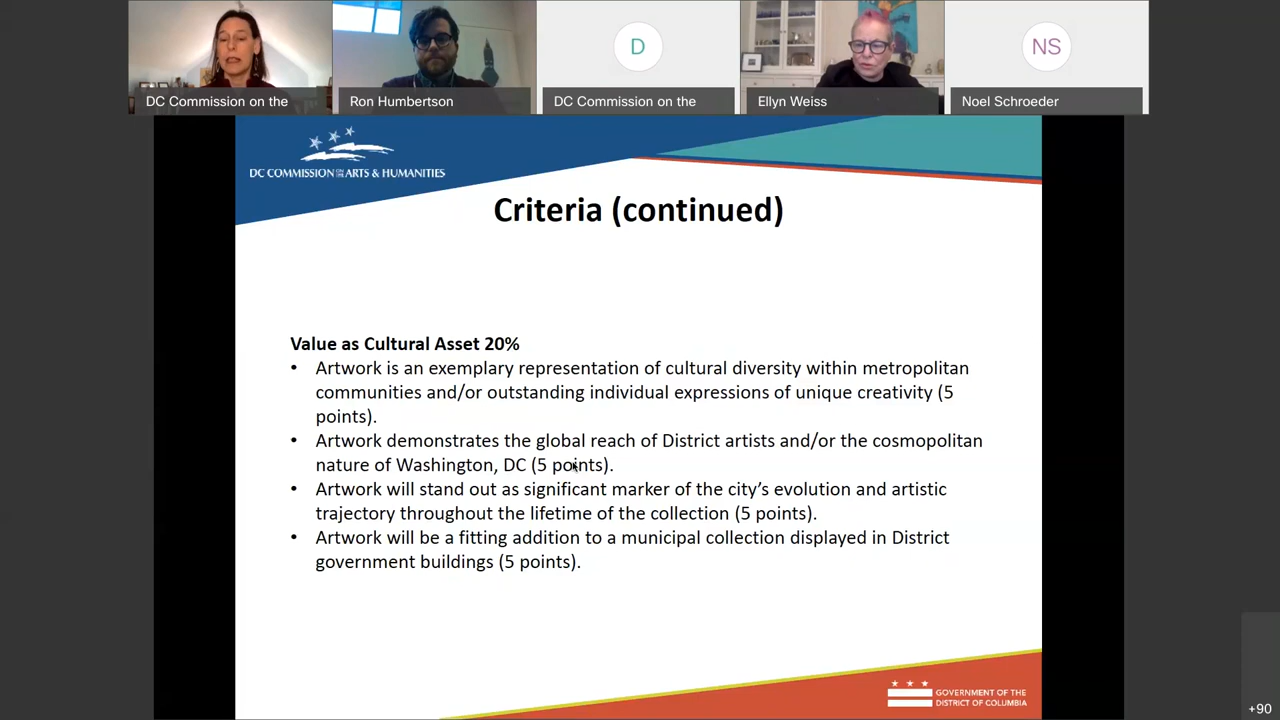 D
NS
DC Commission on the
Ron Humbertson
DC Commission on the
Ellyn Weiss
Noel Schroeder
DC COMMISSION ON THE ARTS & HUMANITIES
Criteria (continued)
Value as Cultural Asset 20%
• Artwork is an exemplary representation of cultural diversity within metropolitan
communities and/or outstanding individual expressions of unique creativity (5
points).
• Artwork demonstrates the global reach of District artists and/or the cosmopolitan
nature of Washington, DC (5 points).
• Artwork will stand out as significant marker of the city’s evolution and artistic
trajectory throughout the lifetime of the collection (5 points).
• Artwork will be a fitting addition to a municipal collection displayed in District
government buildings (5 points).
GOVERNMENT OF THE
DISTRICT OF COLUMBIA
+90